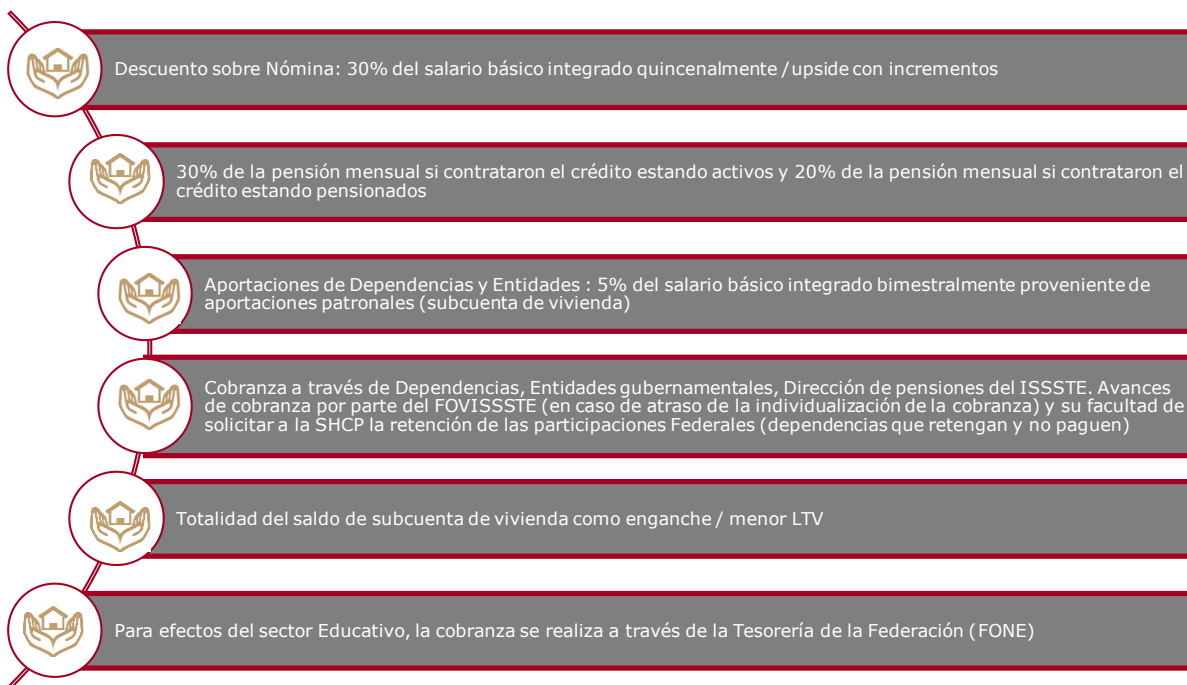 Descuento sobre Nómina: 30% del salario básico integrado quincenalmente / upside con incrementos
30% de la pensión mensual si contrataron el crédito estando activos y 20% de la pensión mensual si contrataron el
crédito estando pensionados
Aportaciones de Dependencias y Entidades : 5% del salario básico integrado bimestralmente proveniente de
aportaciones patronales (subcuenta de vivienda)
Cobranza a través de Dependencias, Entidades gubernamentales, Dirección de pensiones del ISSSTE. Avances
de cobranza por parte del FOVISSSTE (en caso de atraso de la individualización de la cobranza) y su facultad de
solicitar a la SHCP la retención de las participaciones Federales (dependencias que retengan y no paguen)
Totalidad del saldo de subcuenta de vivienda como enganche / menor LTV
Para efectos del sector Educativo, la cobranza se realiza a través de la Tesorería de la Federación (FONE)